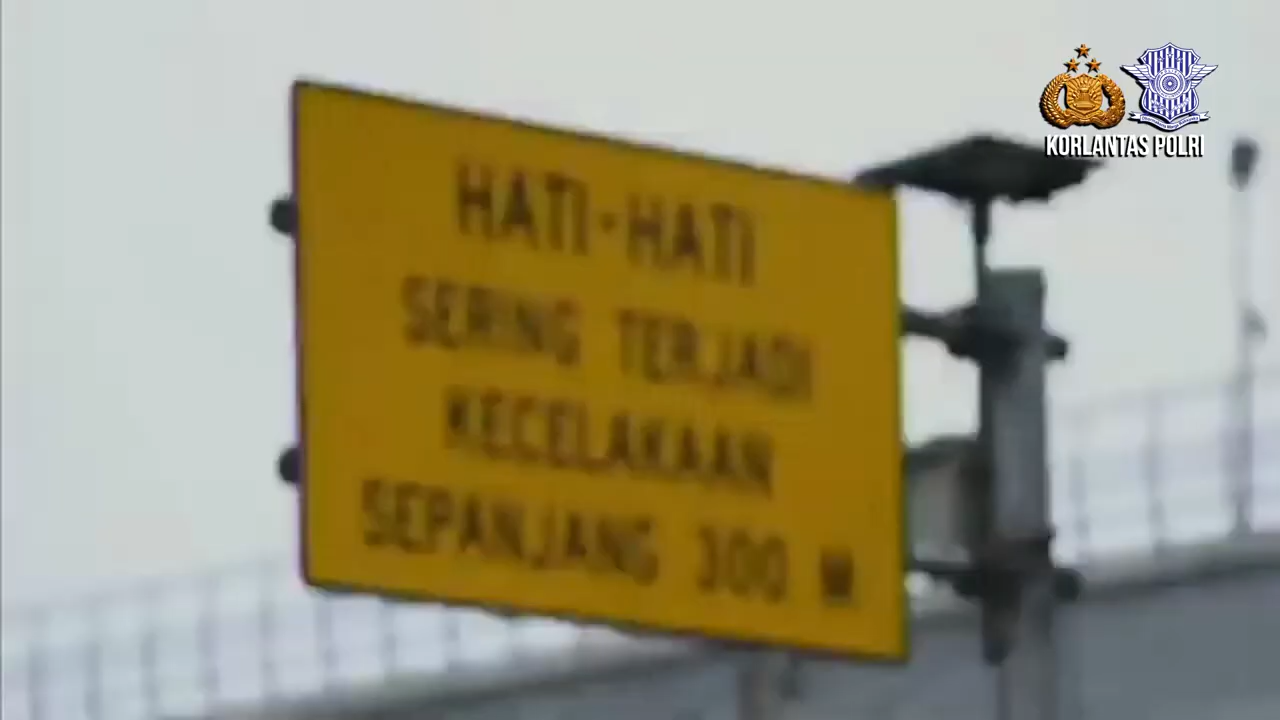 HATI-HATI
SERING TERJADI
KECELAKAAN
SEPANJANG 300 M
KORLANTAS POLRI